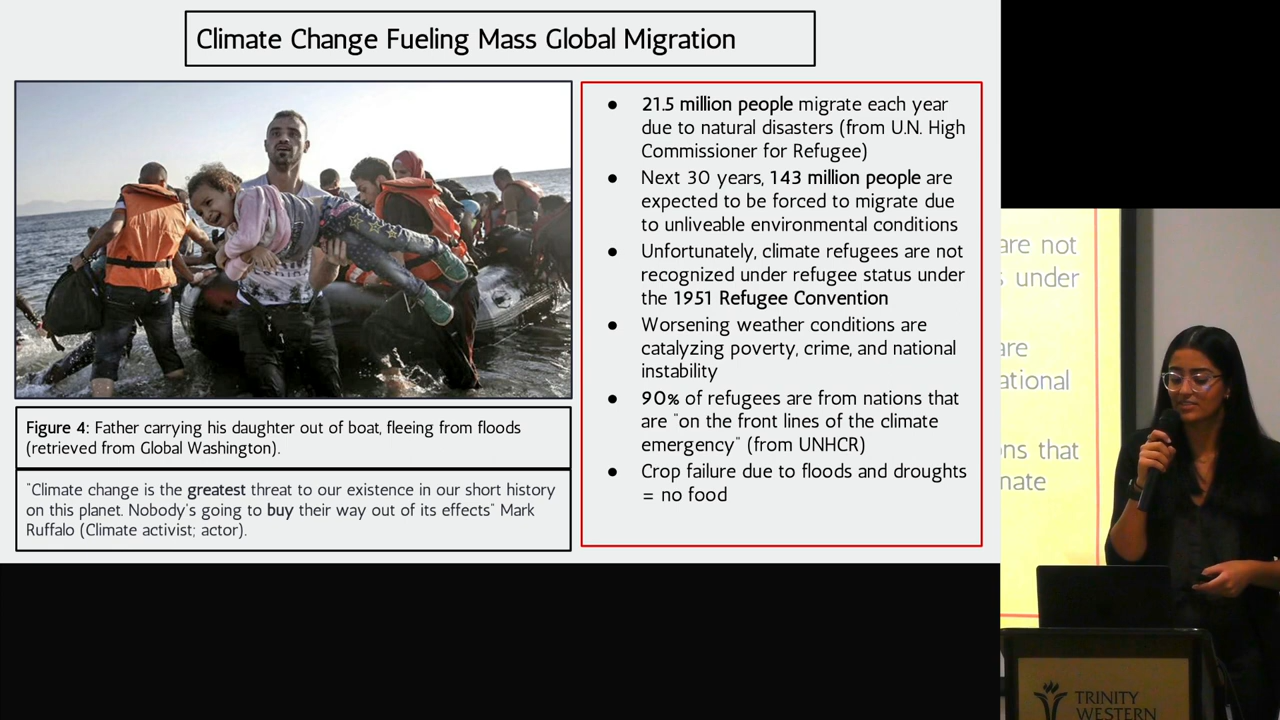 Climate Change Fueling Mass Global Migration
● 21.5 million people migrate each year
due to natural disasters (from U.N. High
Commissioner for Refugee)
● Next 30 years, 143 million people are
expected to be forced to migrate due
to unliveable environmental conditions
● Unfortunately, climate refugees are not
recognized under refugee status under
the 1951 Refugee Convention
● Worsening weather conditions are
catalyzing poverty, crime, and national
instability
● 90% of refugees are from nations that
are "on the front lines of the climate
emergency" (from UNHCR)
● Crop failure due to floods and droughts
= no food
Figure 4: Father carrying his daughter out of boat, fleeing from floods
(retrieved from Global Washington).
"Climate change is the greatest threat to our existence in our short history
on this planet. Nobody's going to buy their way out of its effects" Mark
Ruffalo (Climate activist; actor).
are not
under
are
ational
ns that
mate
TRINITY
WESTERN